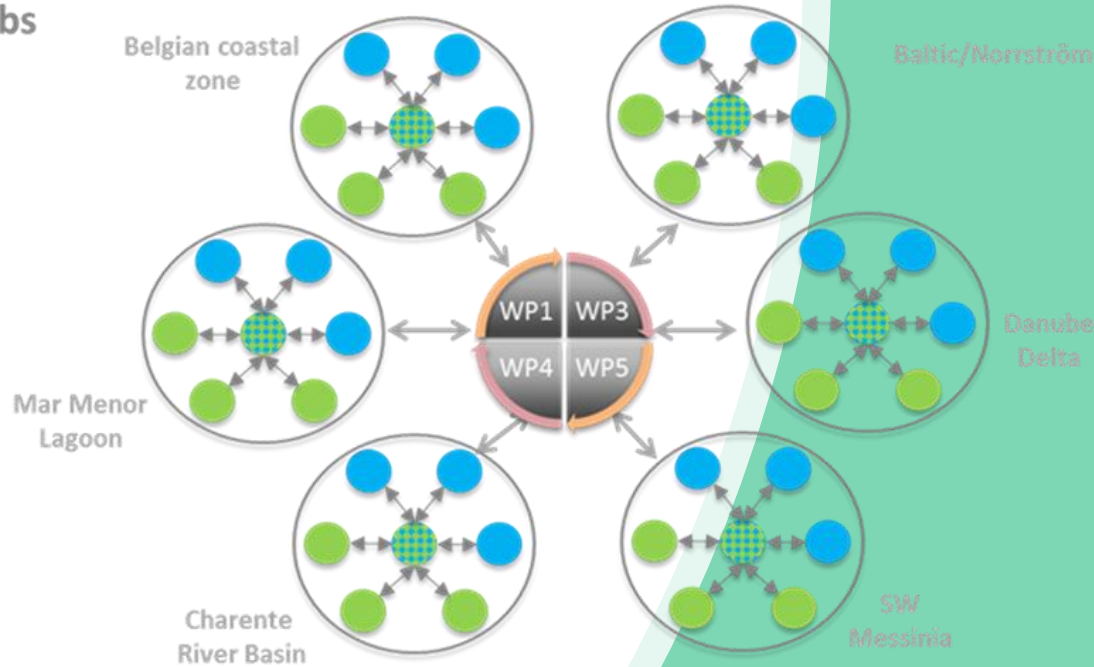 bs
Belgian coastal
zone
Baltic/Norrström
WP1
WP3
WP4
WP5
Danube
Delta
Mar Menor
Lagoon
Charente
River Basin
SW
Messinia